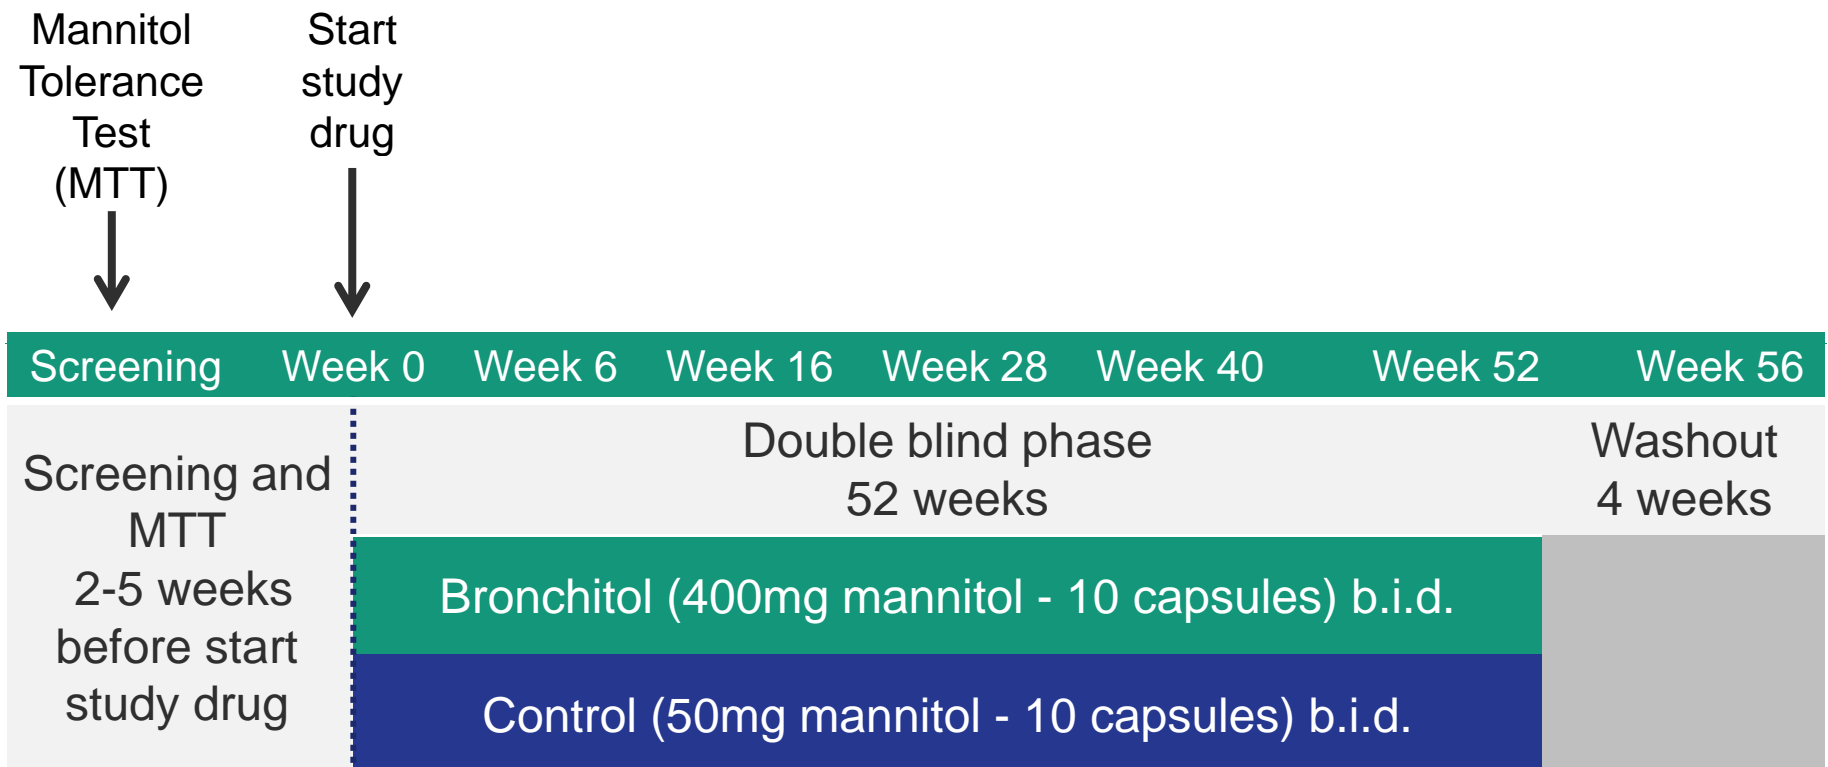 Mannitol
Tolerance
Test
(MTT)
Start
study
drug
Screening Week 0 Week 6 Week 16 Week 28 Week 40 Week 52 Week 56
Screening and
MTT
2-5 weeks
before start
study drug
Double blind phase
52 weeks
Washout
4 weeks
Bronchitol (400mg mannitol - 10 capsules) b.i.d.
Control (50mg mannitol - 10 capsules) b.i.d.